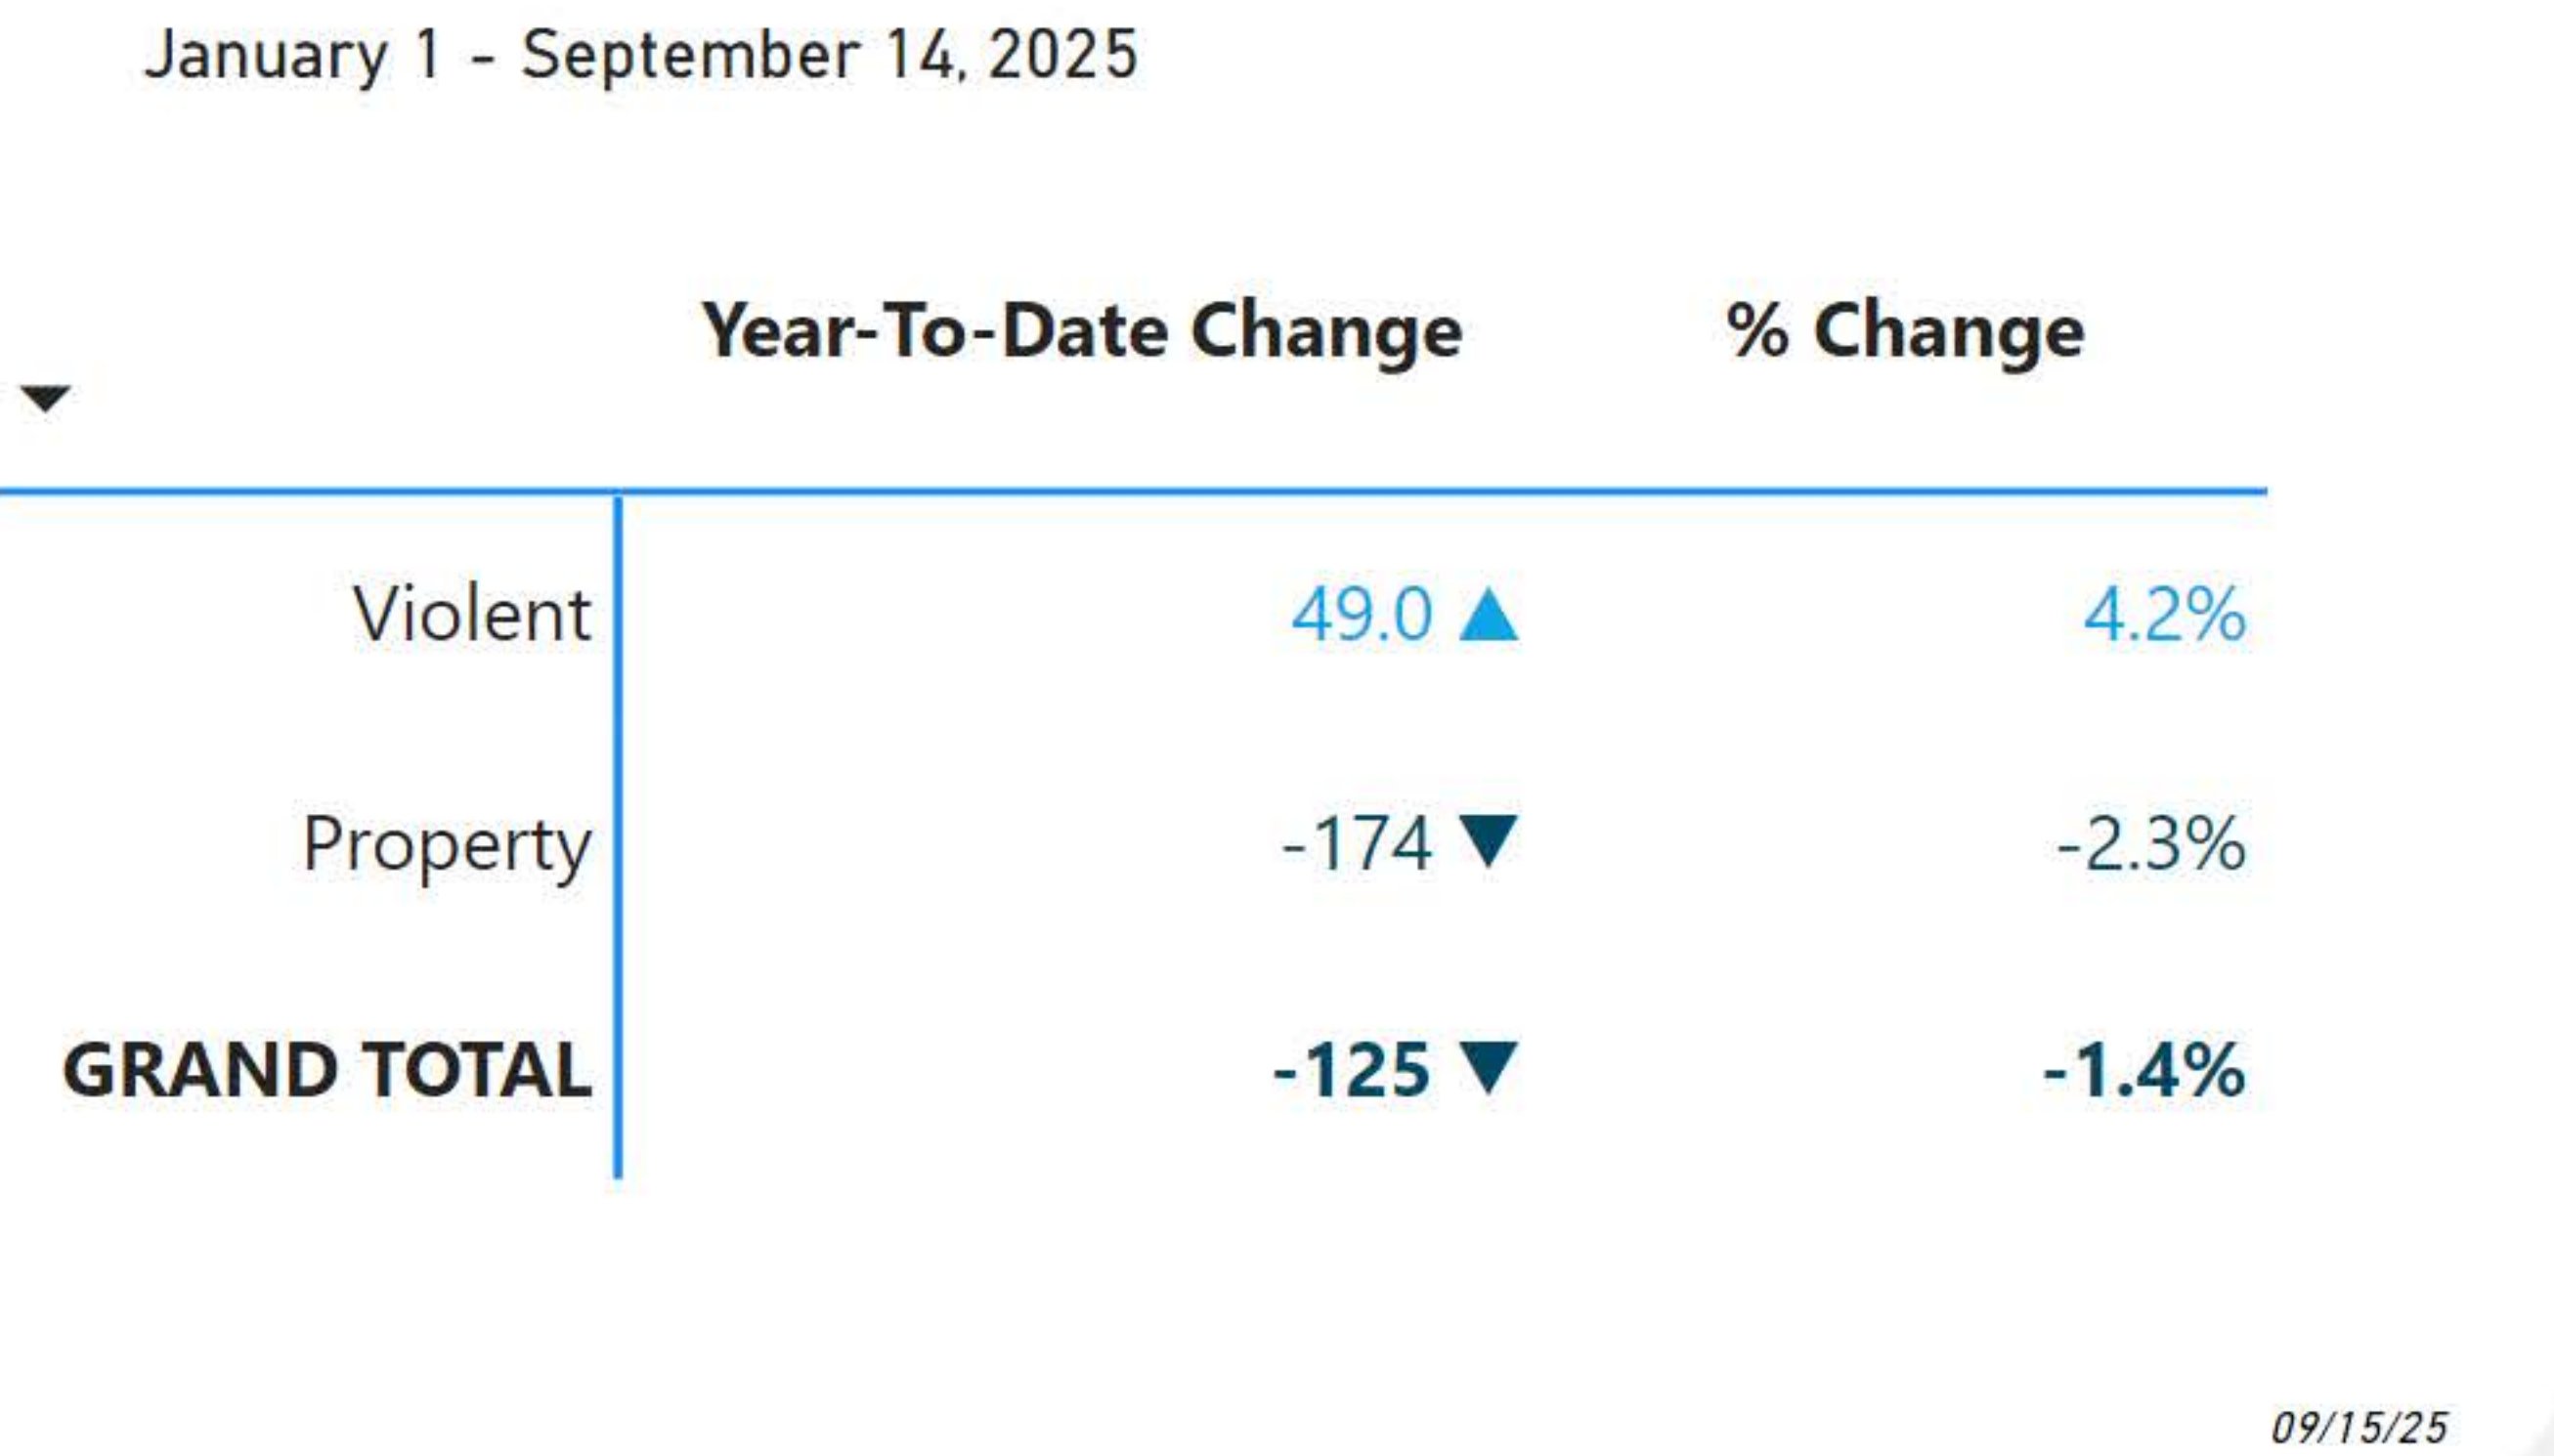 January 1 - September 14, 2025
Year-To-Date Change % Change
Violent 49.0 ▲ 4.2%
Property -174 ▼ -2.3%
GRAND TOTAL -125 ▼ -1.4%
09/15/25